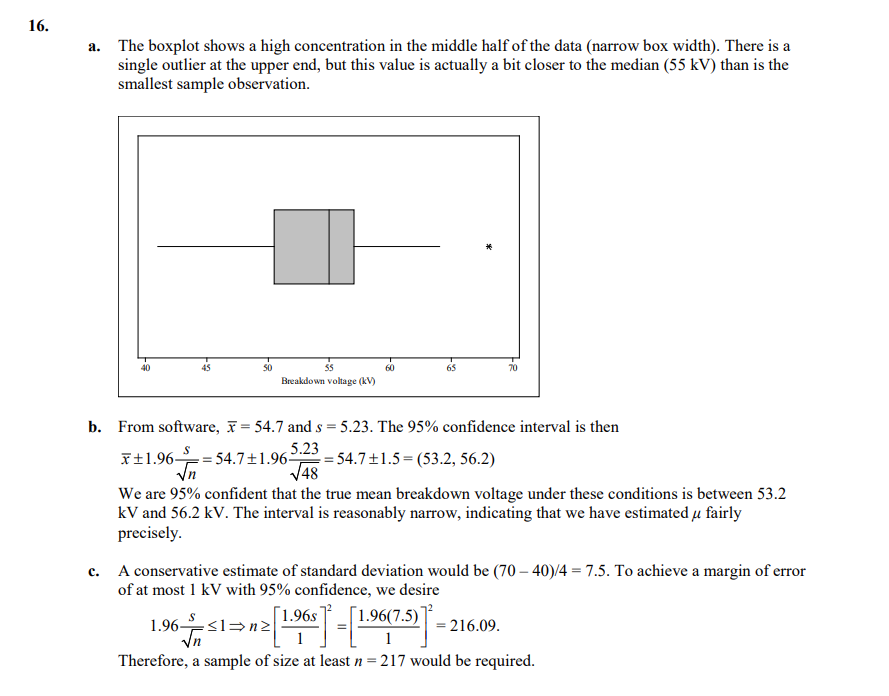 16.
a. The boxplot shows a high concentration in the middle half of the data (narrow box width). There is a
single outlier at the upper end, but this value is actually a bit closer to the median (55 kV) than is the
smallest sample observation.
*
40 45 50 55 60 65 70
Breakdown voltage (kV)
b. From software, x̅ = 54.7 and s = 5.23. The 95% confidence interval is then
x̅ ± 1.96 s/√n = 54.7 ± 1.96 5.23/√48 = 54.7 ± 1.5 = (53.2, 56.2)
We are 95% confident that the true mean breakdown voltage under these conditions is between 53.2
kV and 56.2 kV. The interval is reasonably narrow, indicating that we have estimated μ fairly
precisely.
c. A conservative estimate of standard deviation would be (70 – 40)/4 = 7.5. To achieve a margin of error
of at most 1 kV with 95% confidence, we desire
1.96 s/√n ≤ 1 ⇒ n ≥ [1.96s/1]² = [1.96(7.5)/1]² = 216.09.
Therefore, a sample of size at least n = 217 would be required.